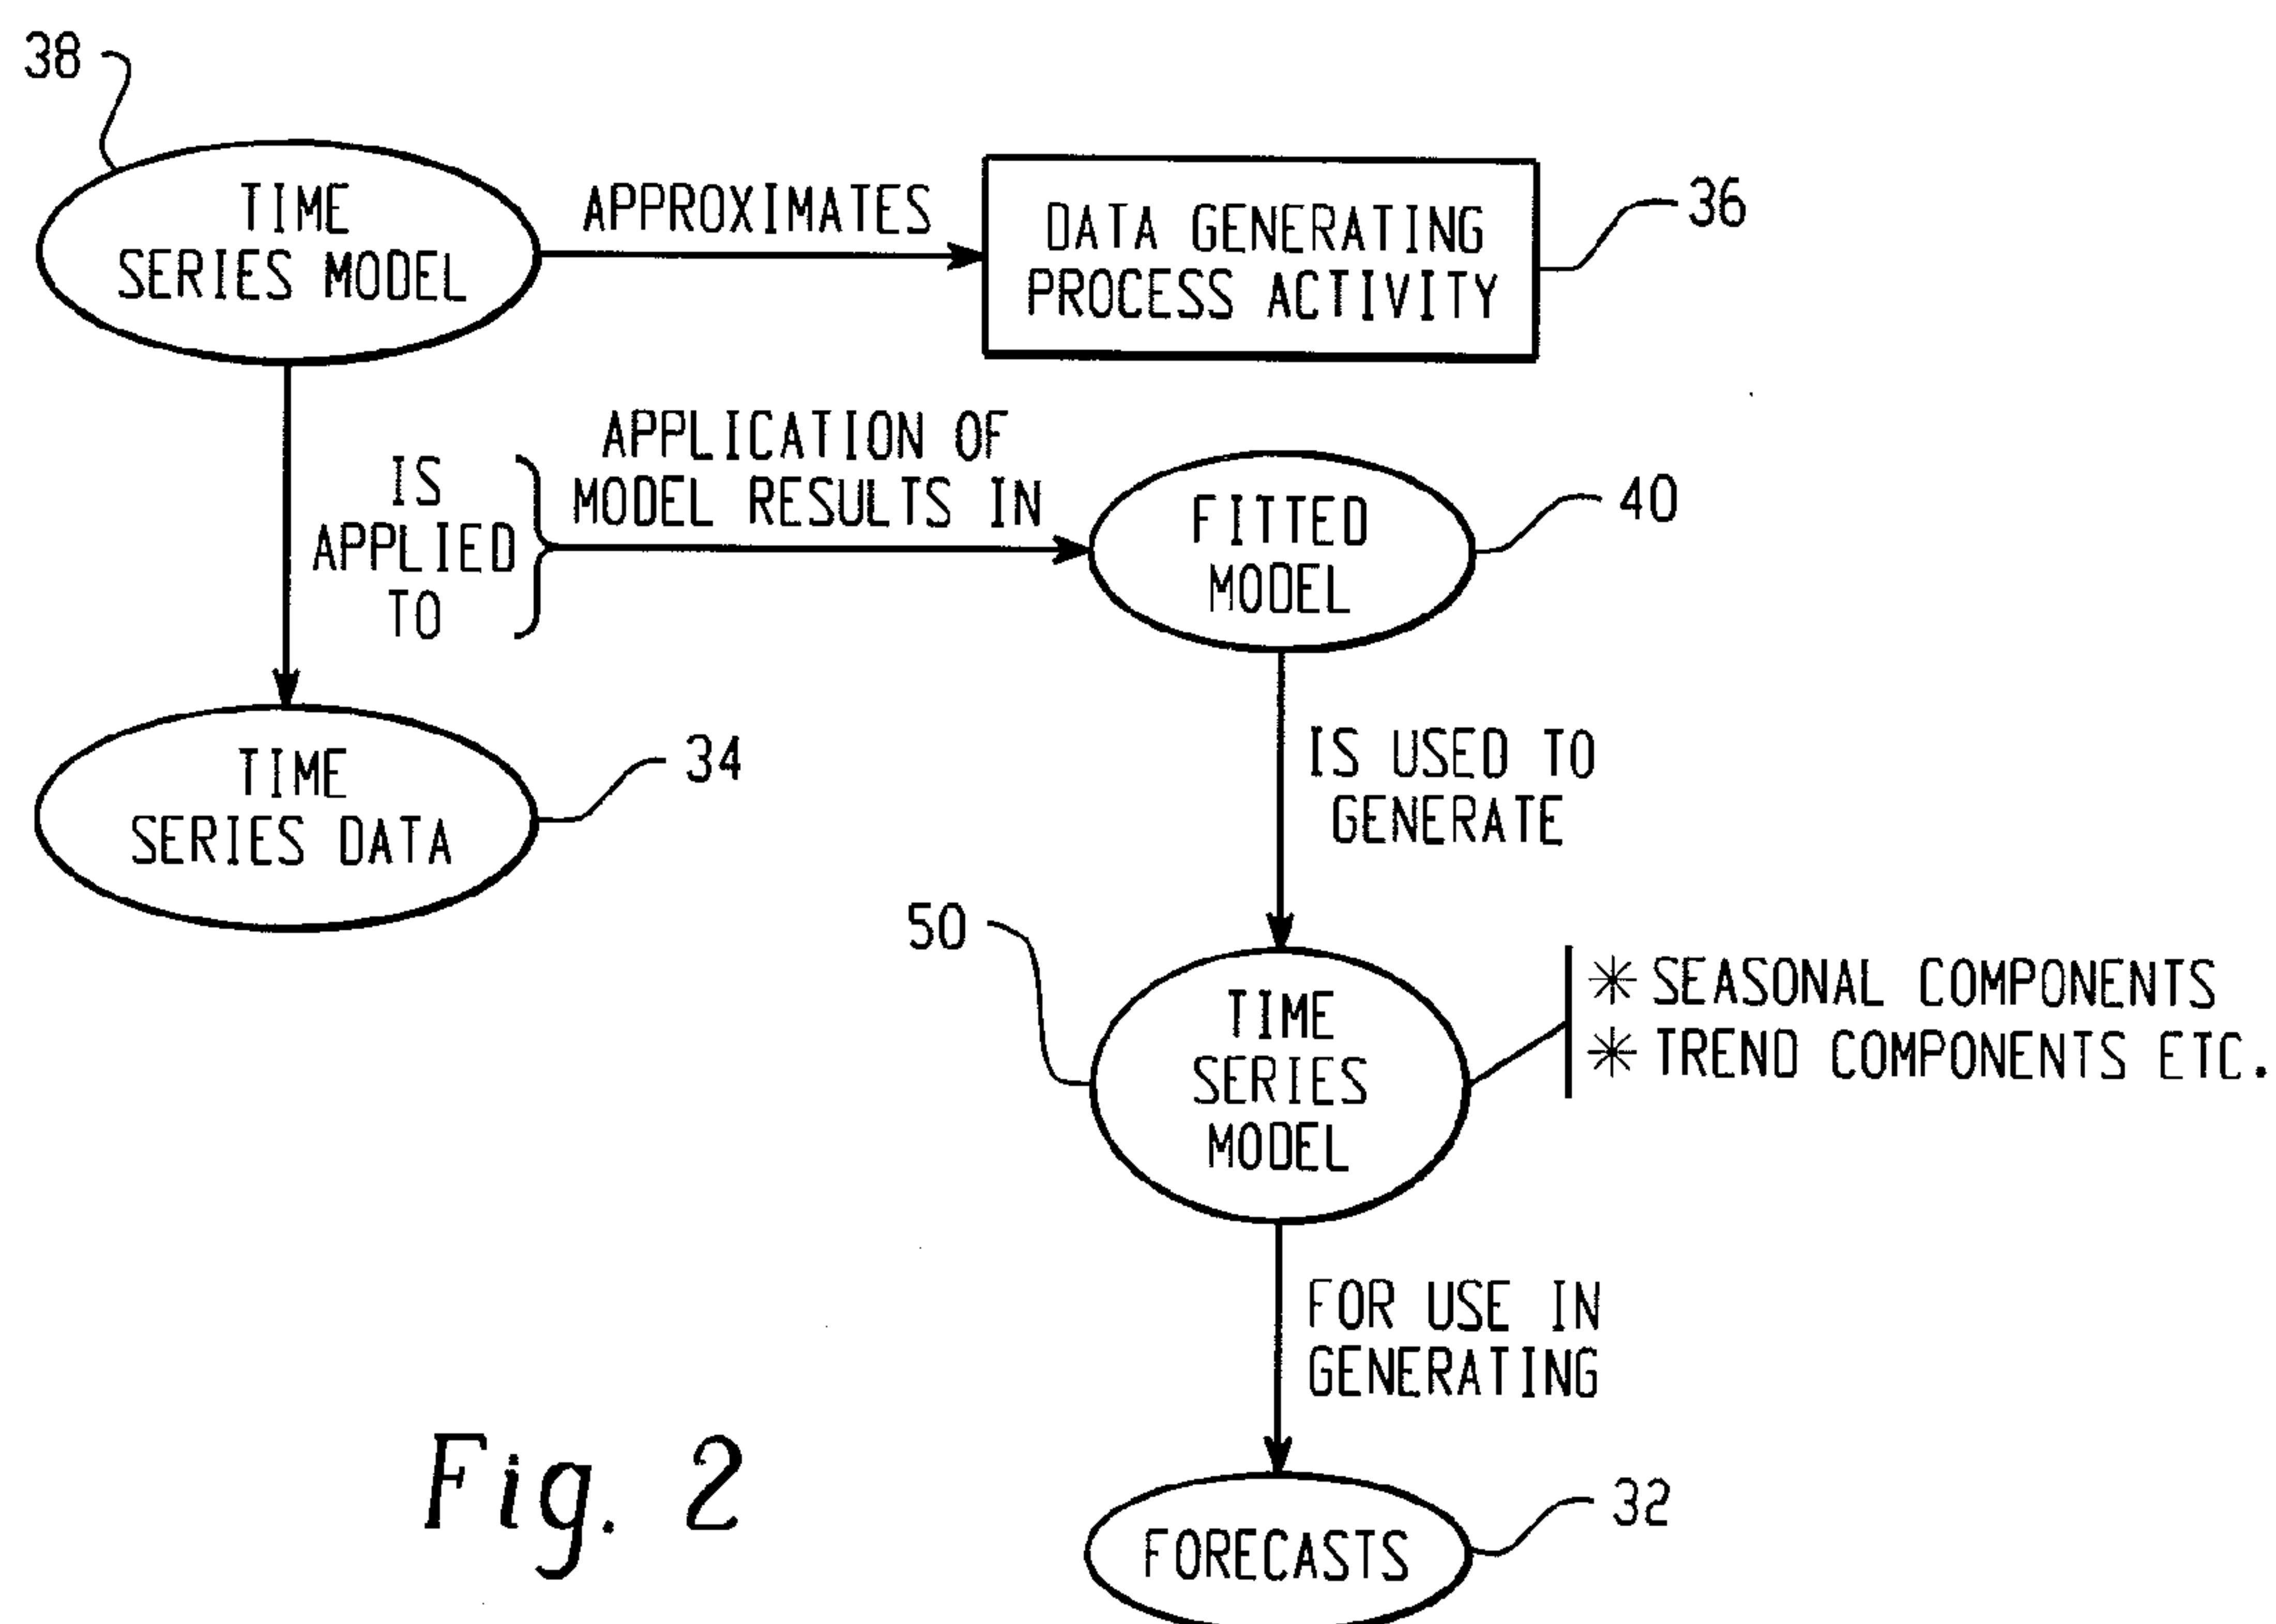 38
TIME
SERIES MODEL
APPROXIMATES
DATA GENERATING
PROCESS ACTIVITY
36
IS
APPLIED
TO
APPLICATION OF
MODEL RESULTS IN
FITTED
MODEL
40
TIME
SERIES DATA
34
IS USED TO
GENERATE
50
TIME
SERIES
MODEL
✳ SEASONAL COMPONENTS
✳ TREND COMPONENTS ETC.
FOR USE IN
GENERATING
FORECASTS
32
Fig. 2